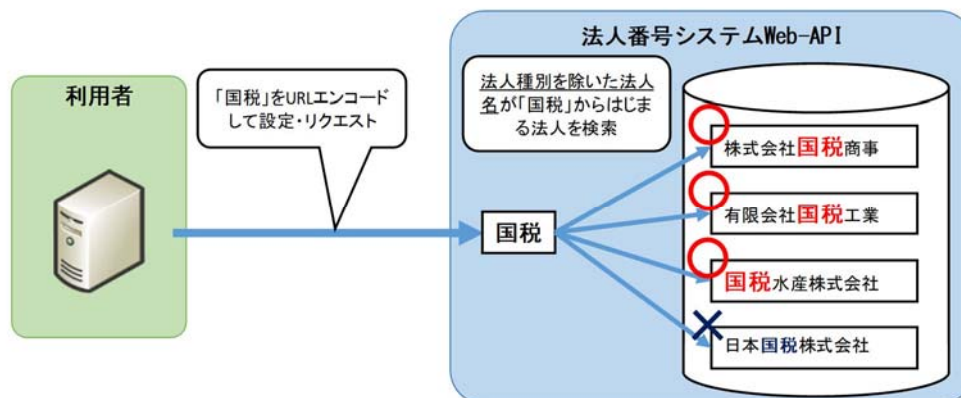 法人番号システムWeb-API
利用者
「国税」をURLエンコード
して設定・リクエスト
法人種別を除いた法人
名が「国税」からはじま
る法人を検索
国税
株式会社国税商事
有限会社国税工業
国税水産株式会社
日本国税株式会社